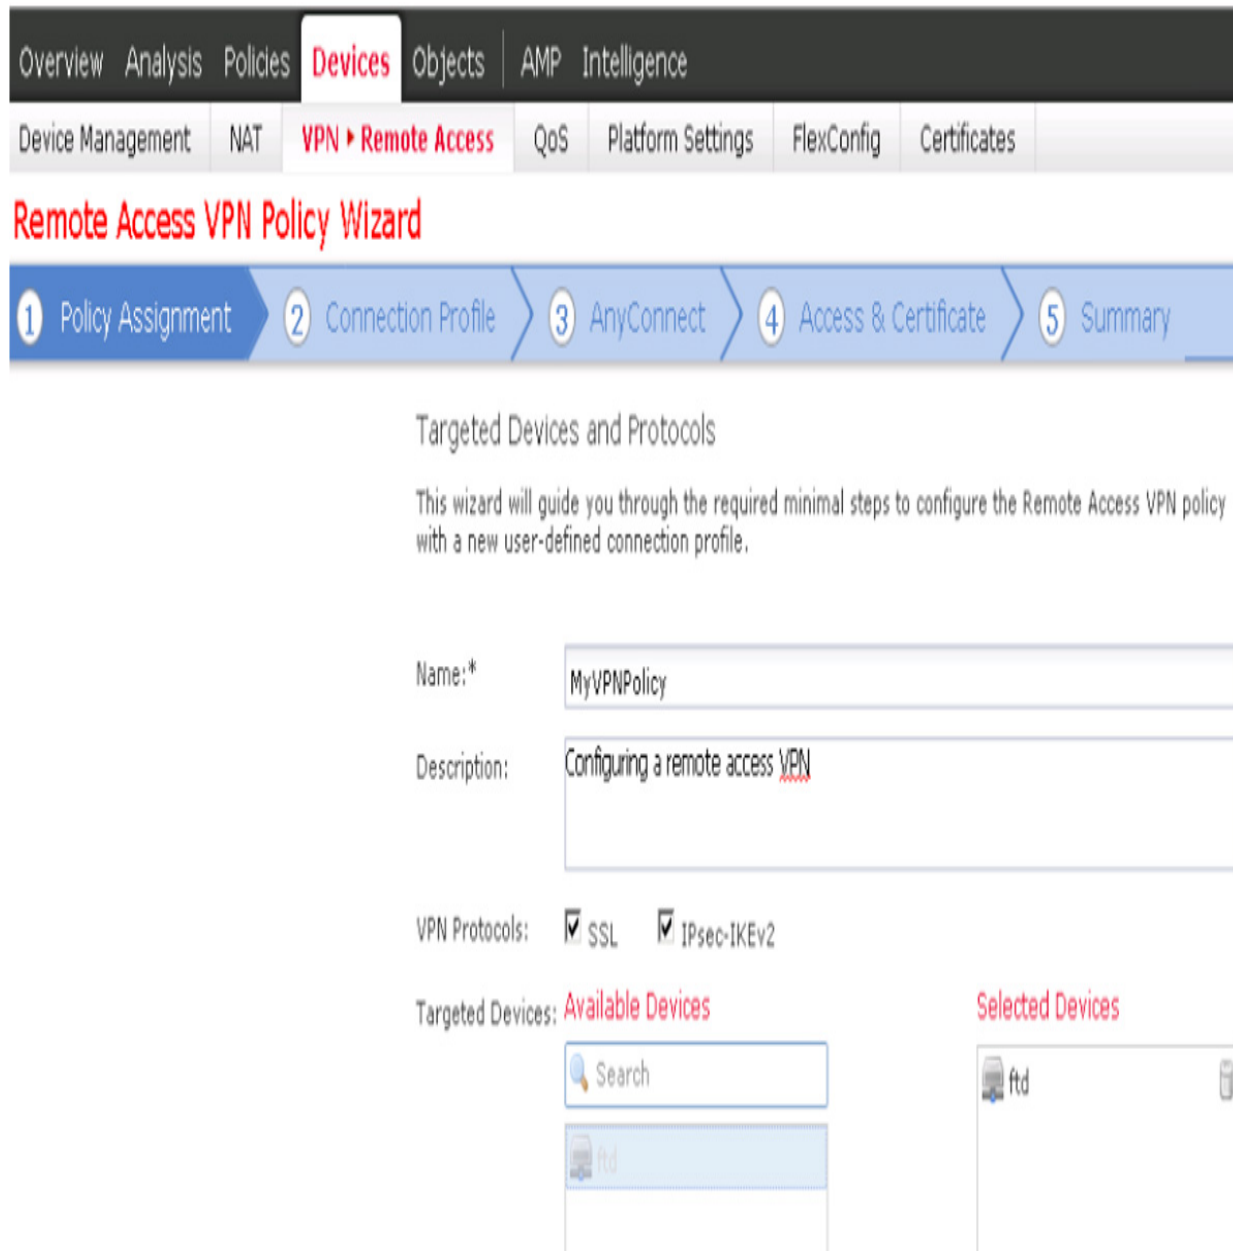 Overview Analysis Policies Devices Objects AMP Intelligence
Device Management NAT VPN ▸ Remote Access QoS Platform Settings FlexConfig Certificates
Remote Access VPN Policy Wizard
1 Policy Assignment 2 Connection Profile 3 AnyConnect 4 Access & Certificate 5 Summary
Targeted Devices and Protocols
This wizard will guide you through the required minimal steps to configure the Remote Access VPN policy
with a new user-defined connection profile.
Name:* MyVPNPolicy
Description: Configuring a remote access VPN
VPN Protocols: SSL IPsec-IKEv2
Targeted Devices: Available Devices Selected Devices
Search ftd
ftd